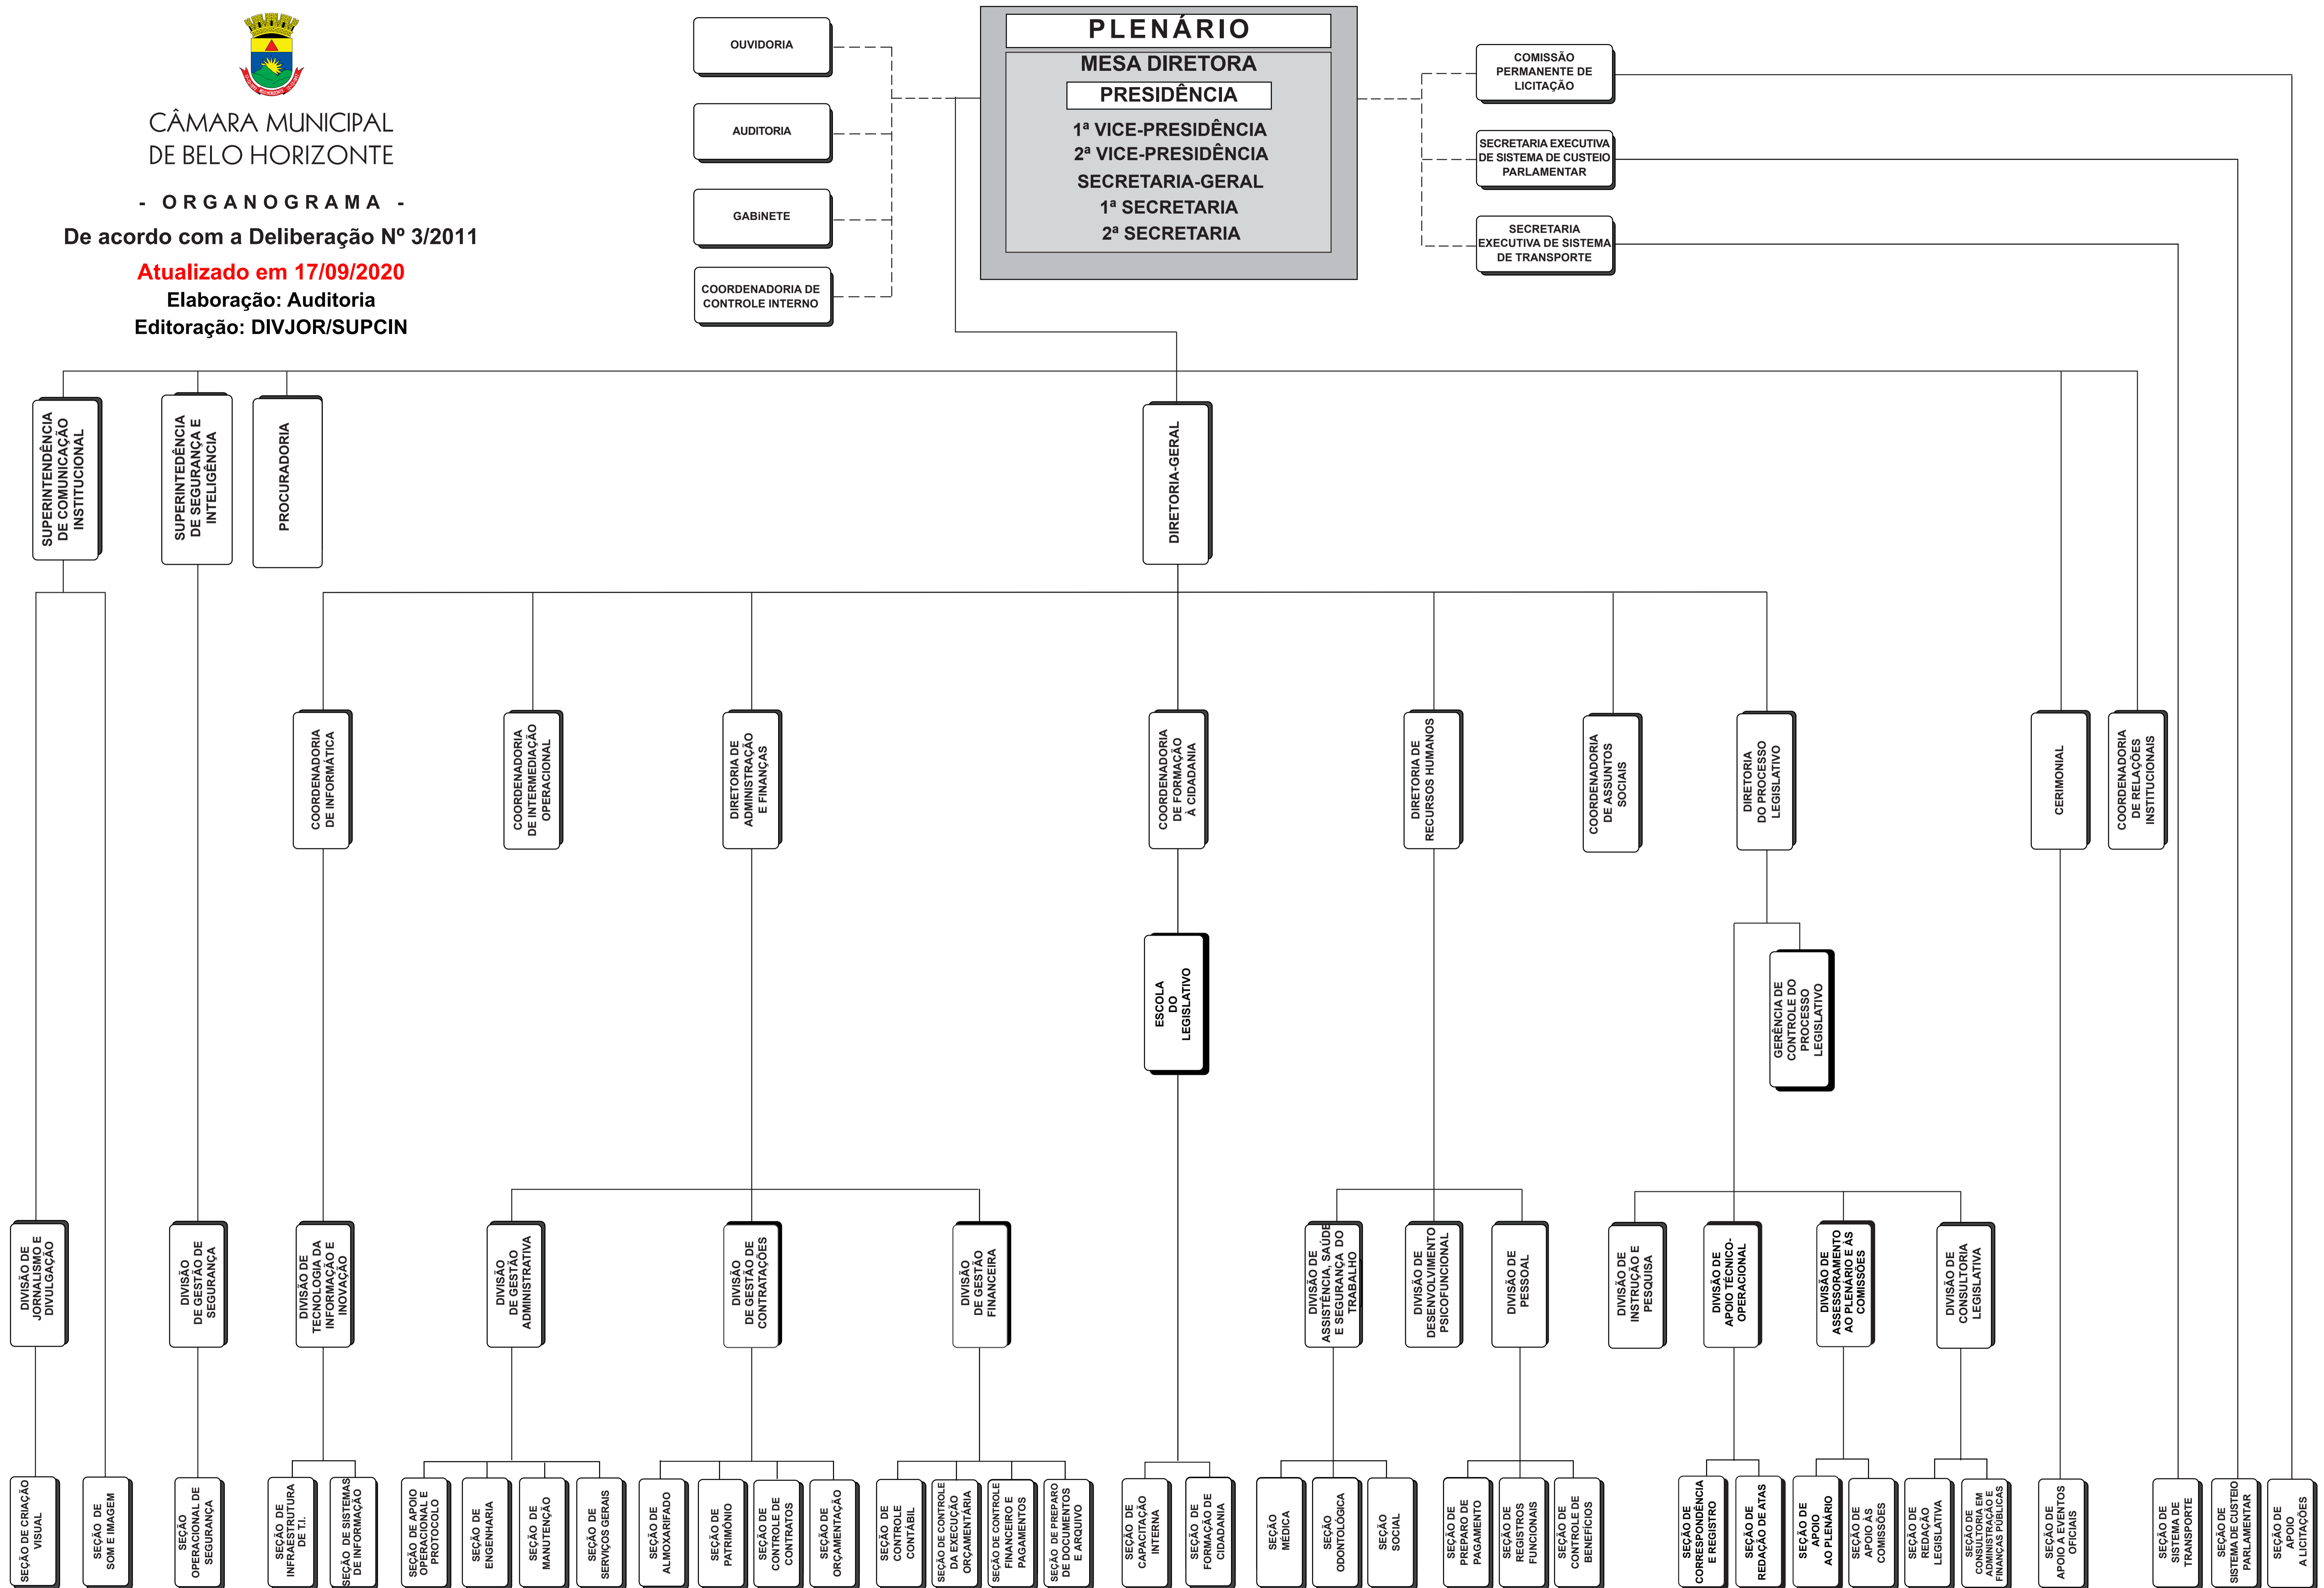 CÂMARA MUNICIPAL
DE BELO HORIZONTE
- ORGANOGRAMA -
De acordo com a Deliberação Nº 3/2011
Atualizado em 17/09/2020
Elaboração: Auditoria
Editoração: DIVJOR/SUPCIN
OUVIDORIA
AUDITORIA
GABiNETE
COORDENADORIA DE
CONTROLE INTERNO
PLENÁRIO
MESA DIRETORA
PRESIDÊNCIA
1ª VICE-PRESIDÊNCIA
2ª VICE-PRESIDÊNCIA
SECRETARIA-GERAL
1ª SECRETARIA
2ª SECRETARIA
COMISSÃO
PERMANENTE DE
LICITAÇÃO
SECRETARIA EXECUTIVA
DE SISTEMA DE CUSTEIO
PARLAMENTAR
SECRETARIA
EXECUTIVA DE SISTEMA
DE TRANSPORTE
SUPERINTENDÊNCIA
DE COMUNICAÇÃO
INSTITUCIONAL
SUPERINTEDÊNCIA
DE SEGURANÇA E
INTELIGÊNCIA
PROCURADORIA
DIRETORIA-GERAL
COORDENADORIA
DE INFORMÁTICA
COORDENADORIA
DE INTERMEDIAÇÃO
OPERACIONAL
DIRETORIA DE
ADMINISTRAÇÃO
E FINANÇAS
COORDENADORIA
DE FORMAÇÃO
À CIDADANIA
DIRETORIA DE
RECURSOS HUMANOS
COORDENADORIA
DE ASSUNTOS
SOCIAIS
DIRETORIA
DO PROCESSO
LEGISLATIVO
CERIMONIAL
COORDENADORIA
DE RELAÇÕES
INSTITUCIONAIS
ESCOLA
DO
LEGISLATIVO
GERÊNCIA DE
CONTROLE DO
PROCESSO
LEGISLATIVO
DIVISÃO DE
JORNALISMO E
DIVULGAÇÃO
DIVISÃO
DE GESTÃO DE
SEGURANÇA
DIVISÃO DE
TECNOLOGIA DA
INFORMAÇÃO E
INOVAÇÃO
DIVISÃO
DE GESTÃO
ADMINISTRATIVA
DIVISÃO
DE GESTÃO DE
CONTRATAÇÕES
DIVISÃO
DE GESTÃO
FINANCEIRA
DIVISÃO DE
ASSISTÊNCIA, SAÚDE
E SEGURANÇA DO
TRABALHO
DIVISÃO DE
DESENVOLVIMENTO
PSICOFUNCIONAL
DIVISÃO DE
PESSOAL
DIVISÃO DE
INSTRUÇÃO E
PESQUISA
DIVISÃO DE
APOIO TÉCNICO-
OPERACIONAL
DIVISÃO DE
ASSESSORAMENTO
AO PLENÁRIO E ÀS
COMISSÕES
DIVISÃO DE
CONSULTORIA
LEGISLATIVA
SEÇÃO DE CRIAÇÃO
VISUAL
SEÇÃO DE
SOM E IMAGEM
SEÇÃO
OPERACIONAL DE
SEGURANÇA
SEÇÃO DE
INFRAESTRUTURA
DE T.I.
SEÇÃO DE SISTEMAS
DE INFORMAÇÃO
SEÇÃO DE APOIO
OPERACIONAL E
PROTOCOLO
SEÇÃO DE
ENGENHARIA
SEÇÃO DE
MANUTENÇÃO
SEÇÃO DE
SERVIÇOS GERAIS
SEÇÃO DE
ALMOXARIFADO
SEÇÃO DE
PATRIMÔNIO
SEÇÃO DE
CONTROLE DE
CONTRATOS
SEÇÃO DE
ORÇAMENTAÇÃO
SEÇÃO DE
CONTROLE
CONTÁBIL
SEÇÃO DE CONTROLE
DA EXECUÇÃO
ORÇAMENTÁRIA
SEÇÃO DE CONTROLE
FINANCEIRO E
PAGAMENTOS
SEÇÃO DE PREPARO
DE DOCUMENTOS
E ARQUIVO
SEÇÃO DE
CAPACITAÇÃO
INTERNA
SEÇÃO DE
FORMAÇÃO DE
CIDADANIA
SEÇÃO
MÉDICA
SEÇÃO
ODONTOLÓGICA
SEÇÃO
SOCIAL
SEÇÃO DE
PREPARO DE
PAGAMENTO
SEÇÃO DE
REGISTROS
FUNCIONAIS
SEÇÃO DE
CONTROLE DE
BENEFÍCIOS
SEÇÃO DE
CORRESPONDÊNCIA
E REGISTRO
SEÇÃO DE
REDAÇÃO DE ATAS
SEÇÃO DE
APOIO
AO PLENÁRIO
SEÇÃO DE
APOIO ÀS
COMISSÕES
SEÇÃO DE
REDAÇÃO
LEGISLATIVA
SEÇÃO DE
CONSULTORIA EM
ADMINISTRAÇÃO E
FINANÇAS PÚBLICAS
SEÇÃO DE
APOIO A EVENTOS
OFICIAIS
SEÇÃO DE
SISTEMA DE
TRANSPORTE
SEÇÃO DE
SISTEMA DE CUSTEIO
PARLAMENTAR
SEÇÃO DE
APOIO
A LICITAÇÕES